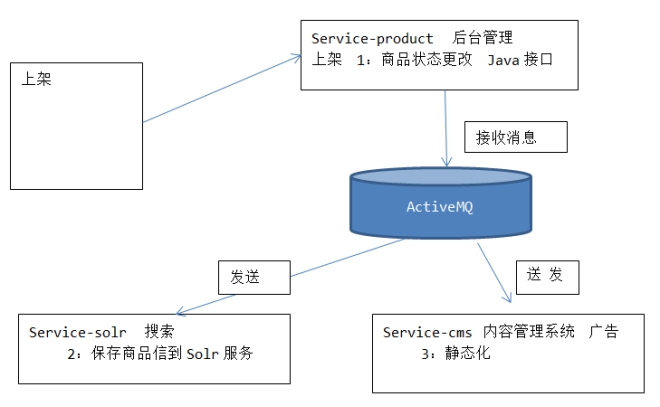 Service-product 后台管理
上架 1：商品状态更改 Java 接口
上架
接收消息
ActiveMQ
发送
送 发
Service-solr 搜索
2：保存商品信到 Solr 服务
Service-cms 内容管理系统 广告
3：静态化